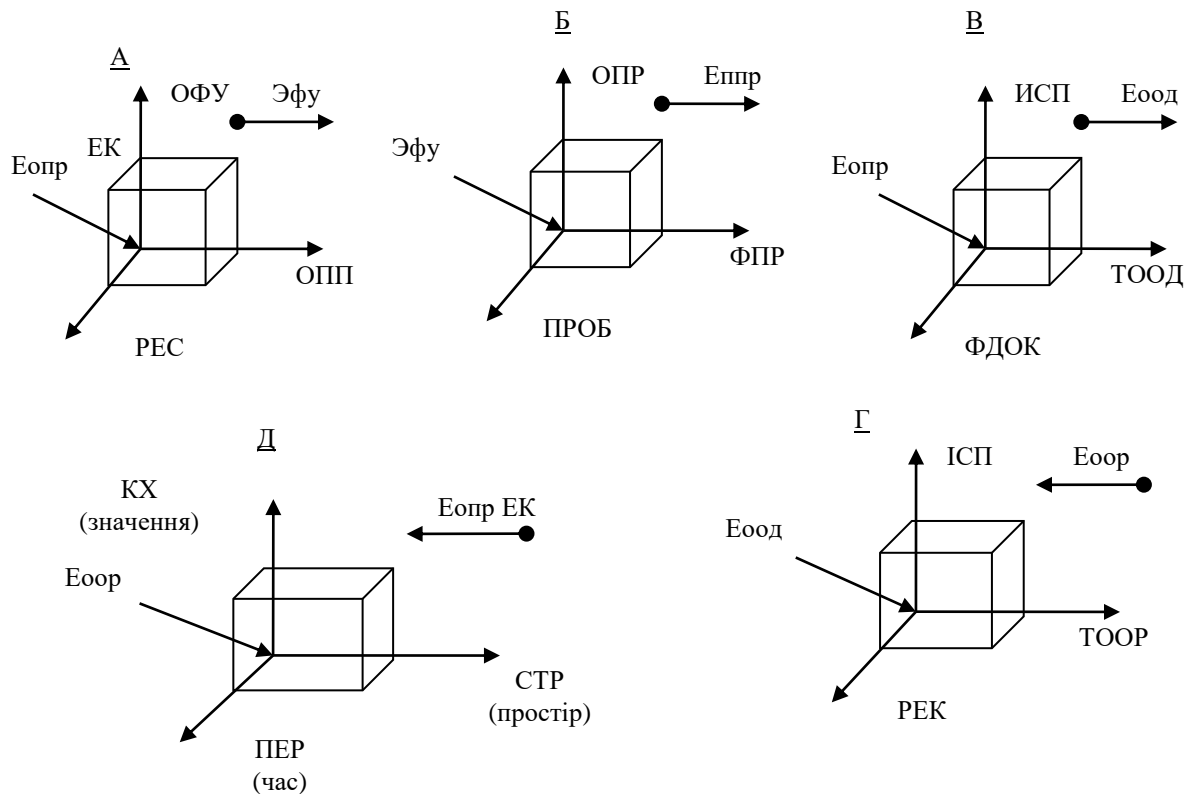 А
ОФУ
Эфу
ЕК
Еопр
ОПП
РЕС
Б
ОПР
Еппр
Эфу
ФПР
ПРОБ
В
ИСП
Еоод
Еопр
ТООД
ФДОК
Д
КХ
(значення)
Еопр ЕК
Еоор
СТР
(простір)
ПЕР
(час)
Г
ІСП
Еоор
Еоод
ТООР
РЕК